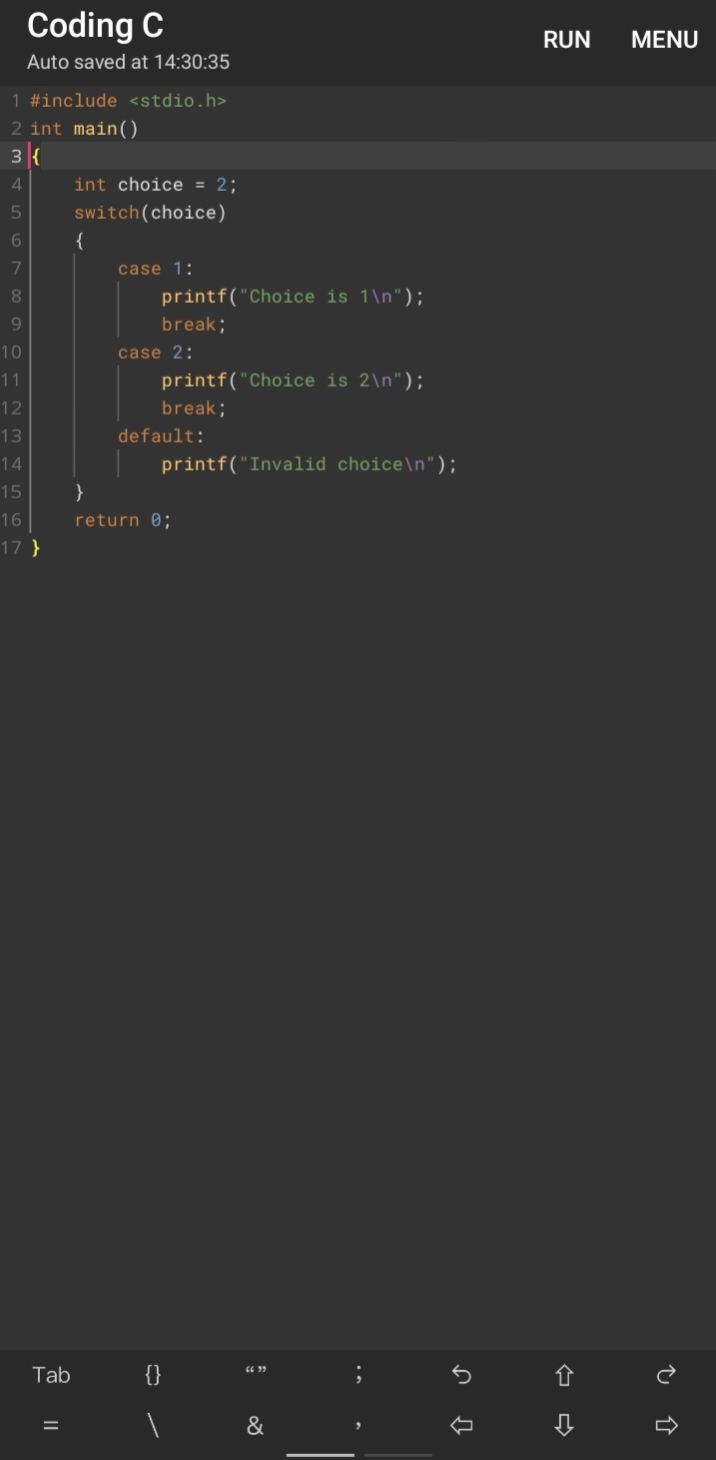 Coding C
RUN MENU
Auto saved at 14:30:35
1 #include <stdio.h>
2 int main()
3 {
4     int choice = 2;
5     switch(choice)
6     {
7         case 1:
8             printf("Choice is 1\n");
9             break;
10         case 2:
11             printf("Choice is 2\n");
12             break;
13         default:
14             printf("Invalid choice\n");
15     }
16     return 0;
17 }
Tab {} “” ;
= \ & ,